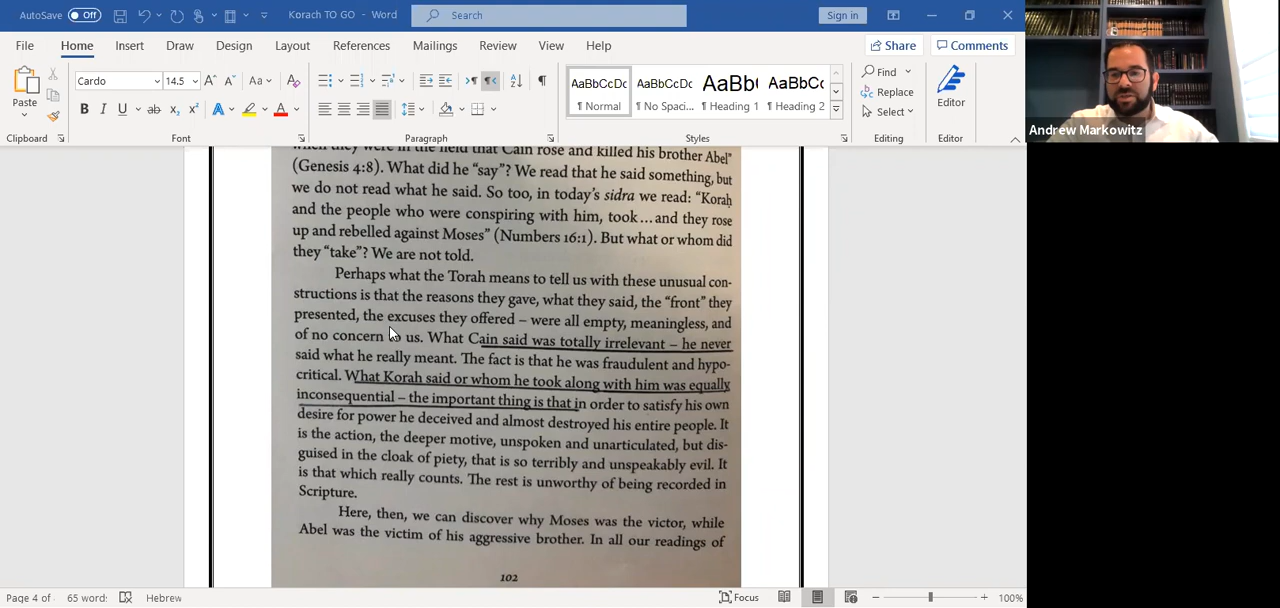 AutoSave Off Korach TO GO - Word Search Sign in
File Home Insert Draw Design Layout References Mailings Review View Help Share Comments
Cardo 14.5 Aa AaBbCcDc AaBbCcDc AaBb( AaBbCc Find
Paste B I U ab x₂ x² A A ¶ Normal ¶ No Spaci... Heading 1 Heading 2 Replace Select Editor
Clipboard Font Paragraph Styles Editing Editor
Andrew Markowitz
when they were in the field that Cain rose and killed his brother Abel”
(Genesis 4:8). What did he “say”? We read that he said something, but
we do not read what he said. So too, in today’s sidra we read: “Koraḥ
and the people who were conspiring with him, took…and they rose
up and rebelled against Moses” (Numbers 16:1). But what or whom did
they “take”? We are not told.
Perhaps what the Torah means to tell us with these unusual con-
structions is that the reasons they gave, what they said, the “front” they
presented, the excuses they offered – were all empty, meaningless, and
of no concern to us. What Cain said was totally irrelevant – he never
said what he really meant. The fact is that he was fraudulent and hypo-
critical. What Koraḥ said or whom he took along with him was equally
inconsequential – the important thing is that in order to satisfy his own
desire for power he deceived and almost destroyed his entire people. It
is the action, the deeper motive, unspoken and unarticulated, but dis-
guised in the cloak of piety, that is so terribly and unspeakably evil. It
is that which really counts. The rest is unworthy of being recorded in
Scripture.
Here, then, we can discover why Moses was the victor, while
Abel was the victim of his aggressive brother. In all our readings of
102
Page 4 of 65 words Hebrew Focus 100%